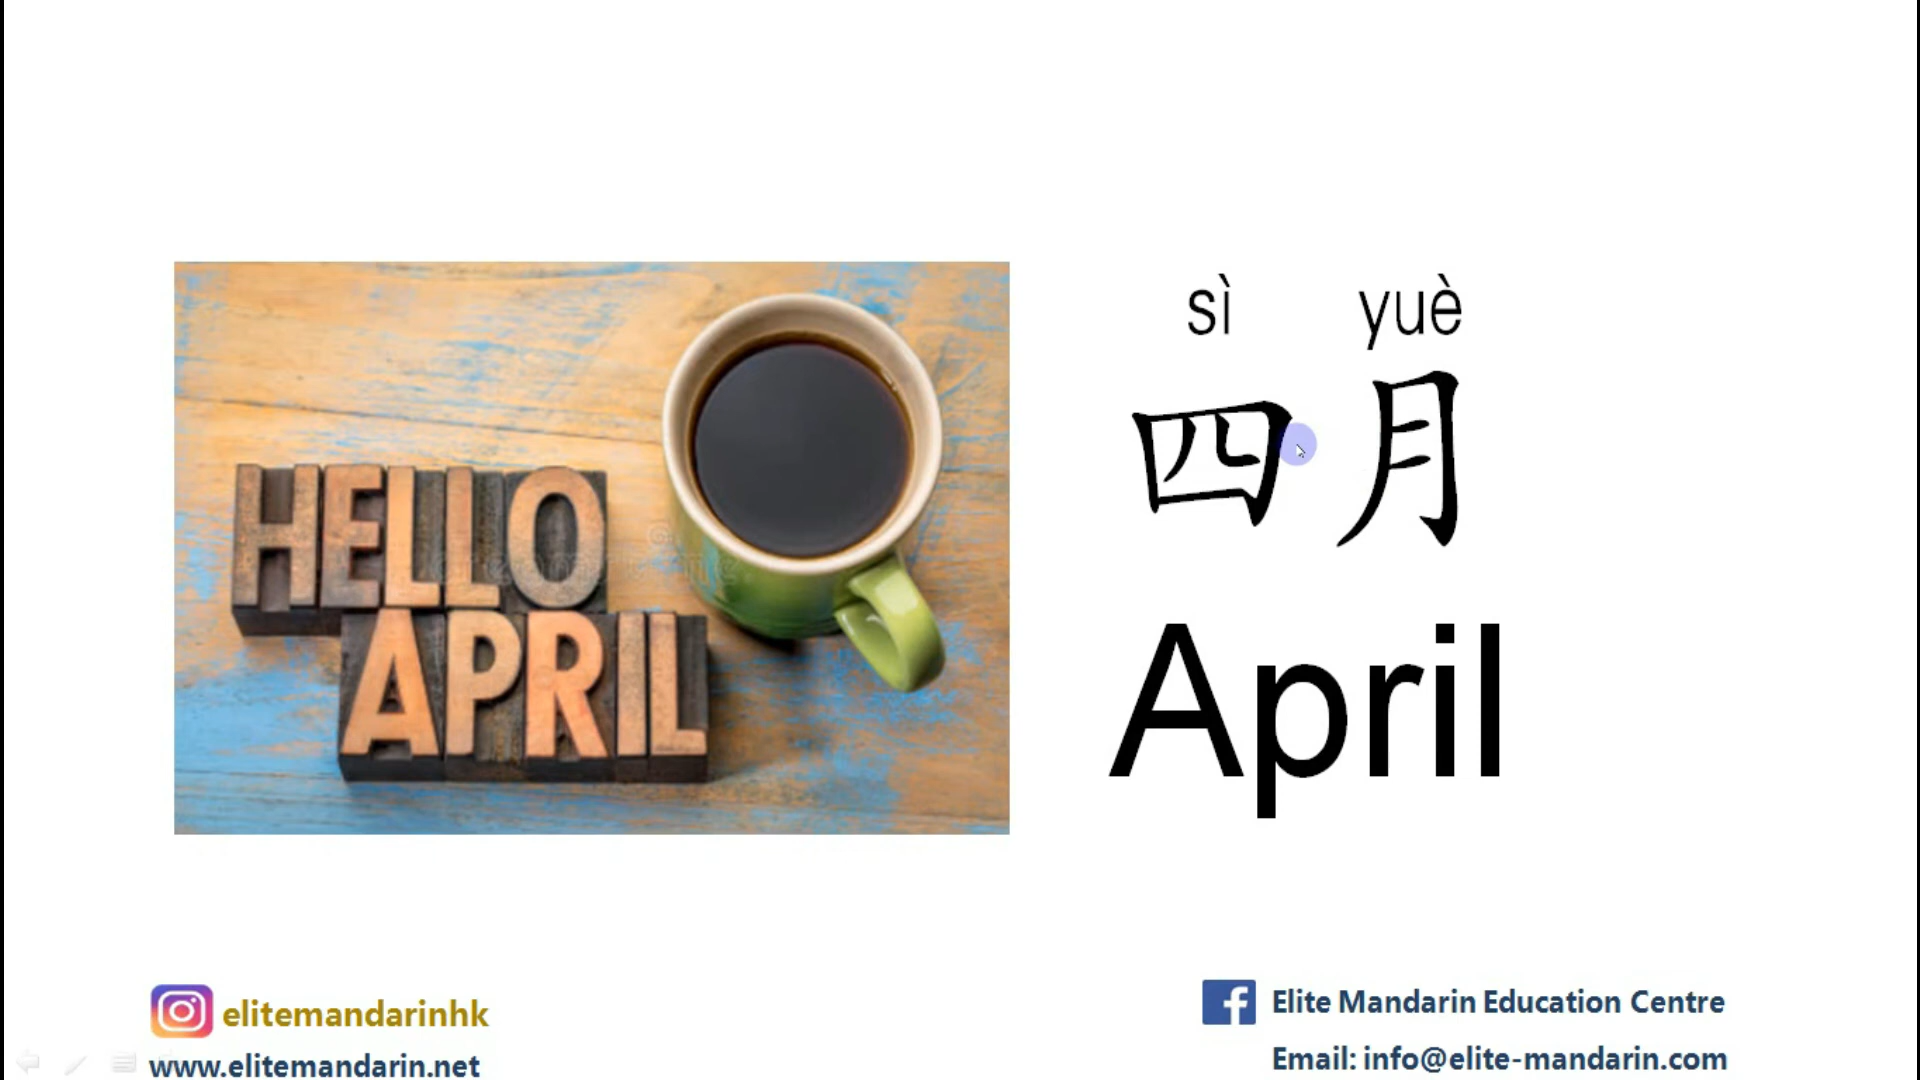 HELLO
APRIL
sì yuè
四月
April
elitemandarinhk
www.elitemandarin.net
Elite Mandarin Education Centre
Email: info@elite-mandarin.com